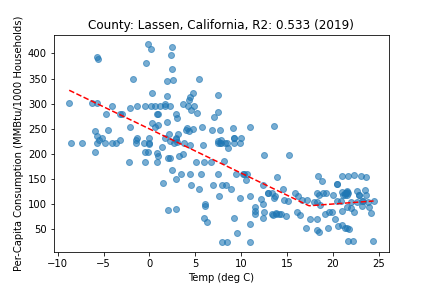 County: Lassen, California, R2: 0.533 (2019)
Per-Capita Consumption (MMBtu/1000 Households)
400
350
300
250
200
150
100
50
−10 −5 0 5 10 15 20 25
Temp (deg C)